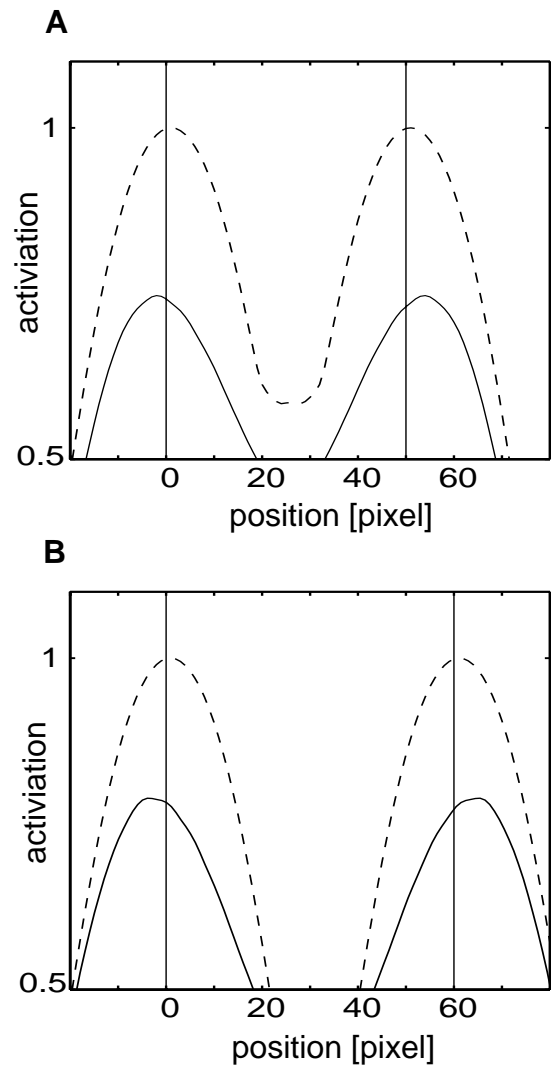 A
1
activiation
0.5
0 20 40 60
position [pixel]
B
1
activiation
0.5
0 20 40 60
position [pixel]